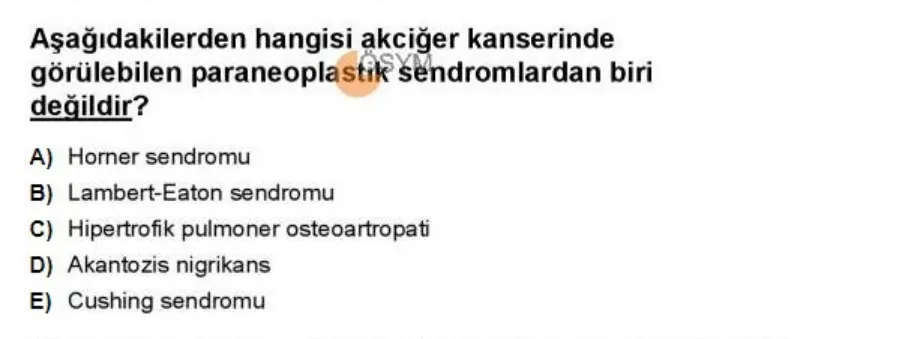 Aşağıdakilerden hangisi akciğer kanserinde
görülebilen paraneoplastik sendromlardan biri
değildir?
ÖSYM
A) Horner sendromu
B) Lambert-Eaton sendromu
C) Hipertrofik pulmoner osteoartropati
D) Akantozis nigrikans
E) Cushing sendromu